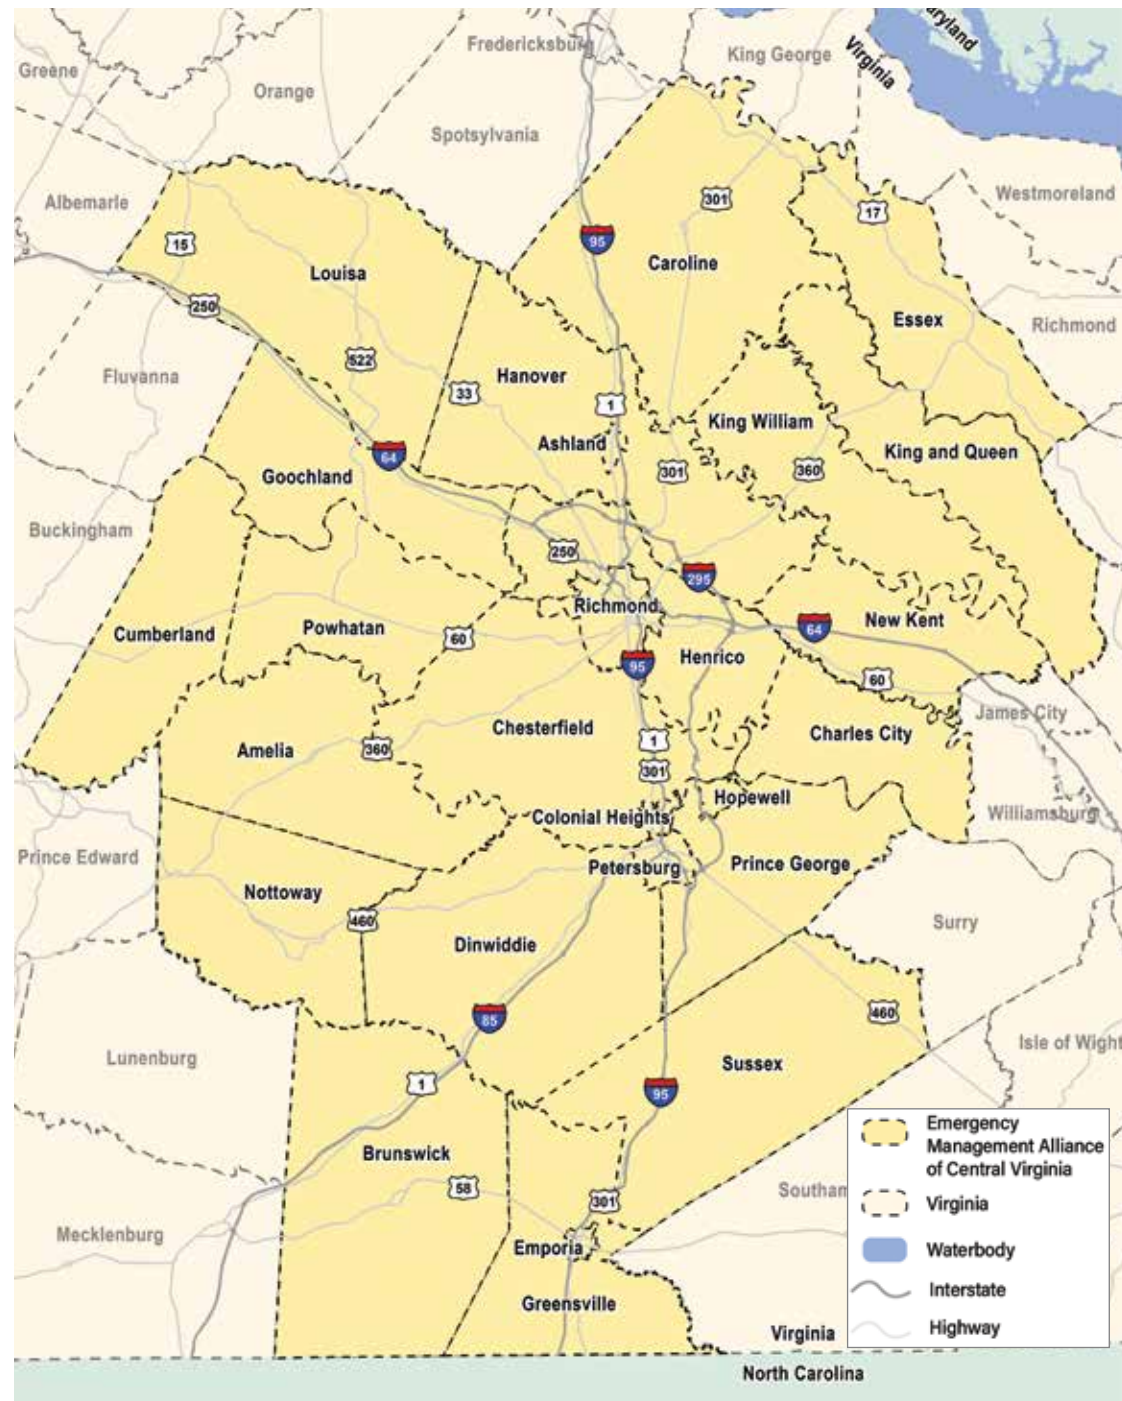 Fredericksburg
King George
Virginia
Greene
Orange
Spotsylvania
Albemarle
Westmoreland
301
17
15
95
Caroline
Louisa
250
Essex
Richmond
522
Fluvanna
Hanover
33
1
King William
Ashland
King and Queen
64
301
360
Goochland
Buckingham
250
295
Richmond
New Kent
64
Cumberland
Powhatan
60
Henrico
95
60
James City
Chesterfield
Charles City
Amelia
360
1
301
Hopewell
Colonial Heights
Williamsburg
Prince Edward
Petersburg
Prince George
Nottoway
460
Surry
Dinwiddie
85
460
Lunenburg
Isle of Wight
Sussex
1
95
Brunswick
58
301
Southam
Mecklenburg
Emporia
Greensville
Virginia
North Carolina
Emergency
Management Alliance
of Central Virginia
Virginia
Waterbody
Interstate
Highway